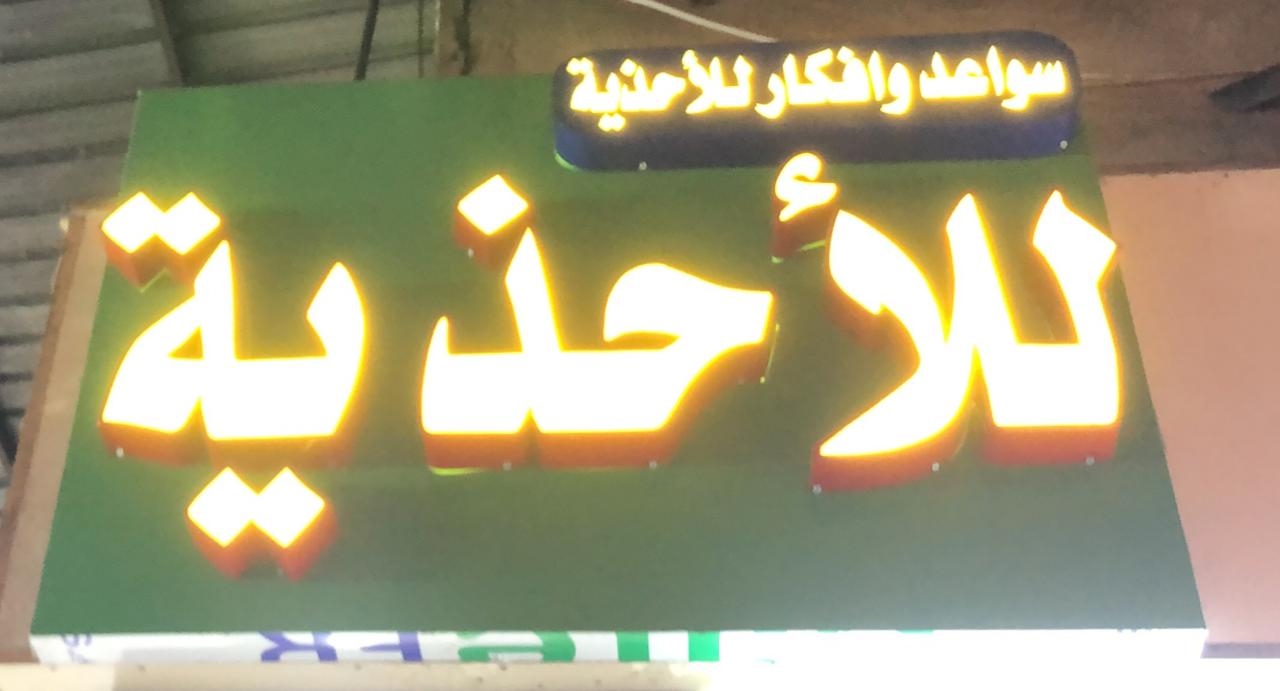 سواعد وافكار للأحذية
للأحذية